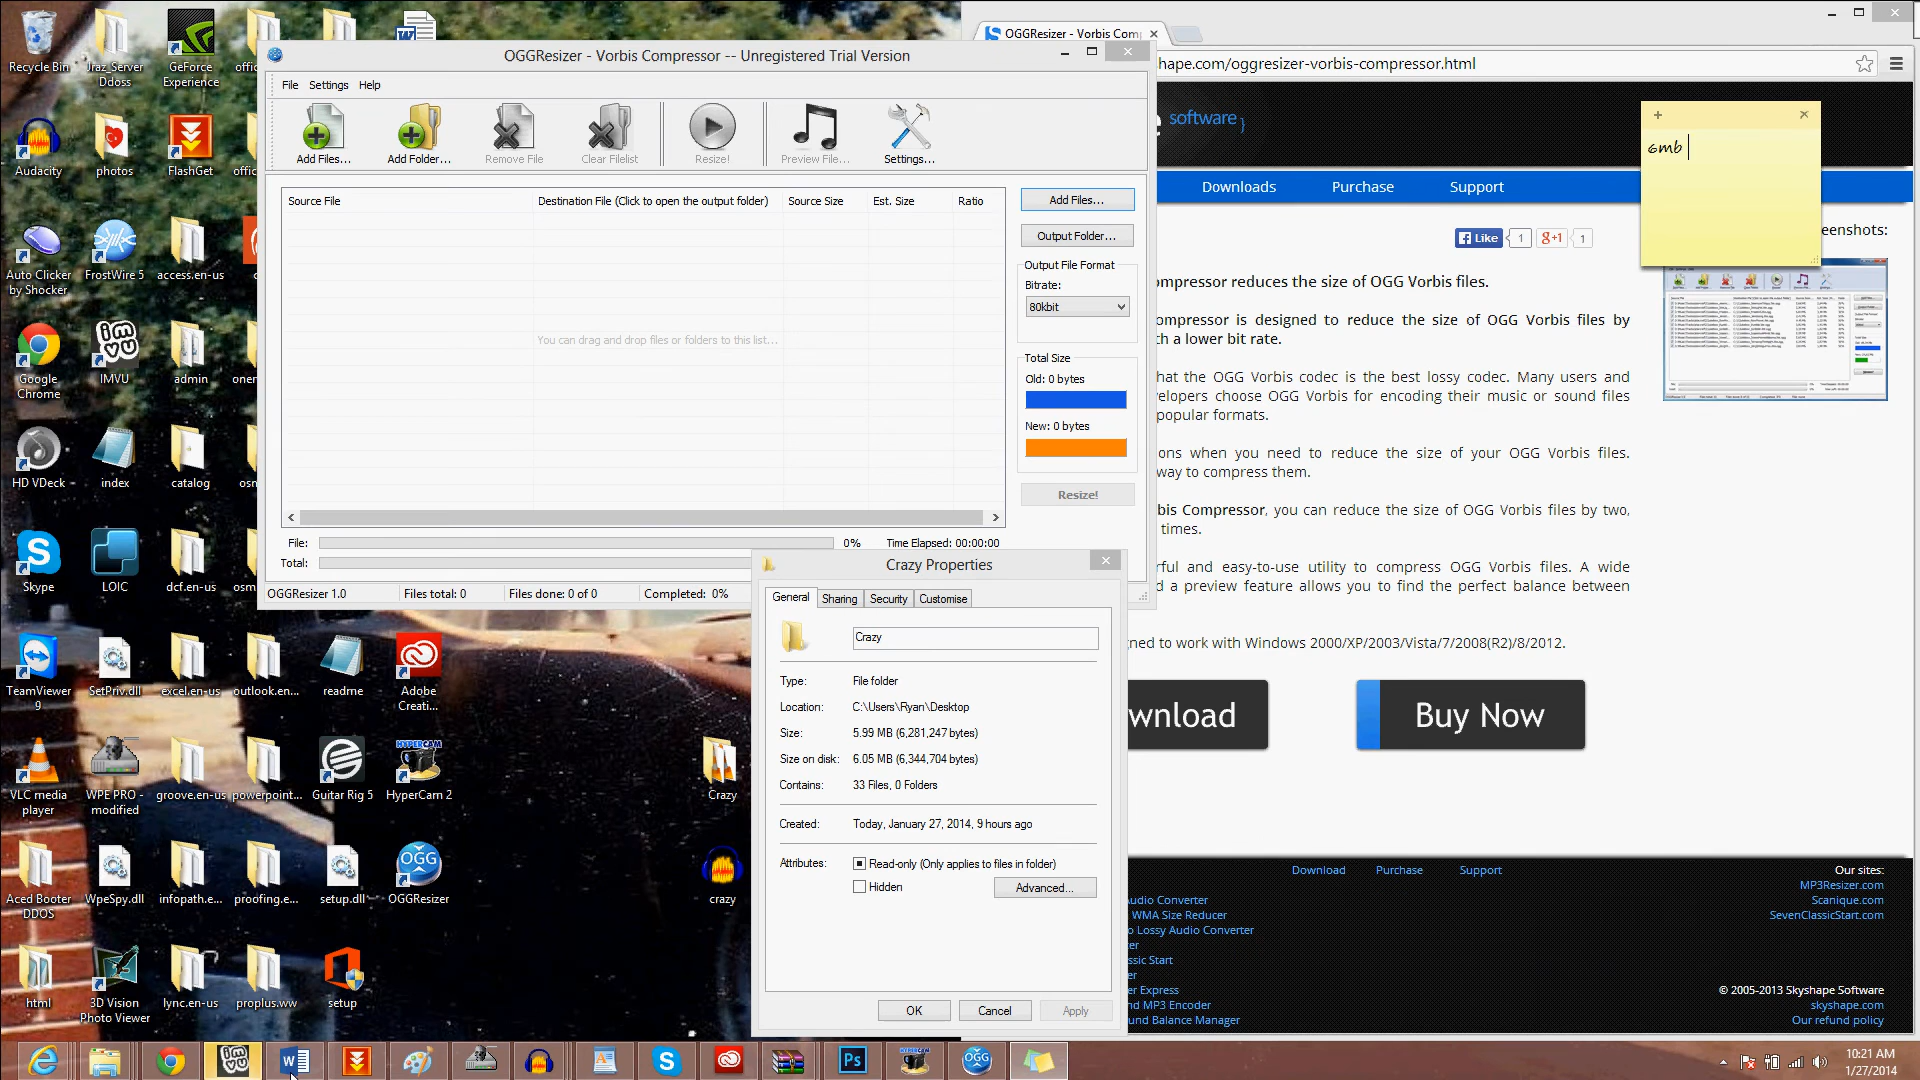 Recycle Bin
Jraz_Server Ddoss
GeForce Experience
offic
Audacity
photos
FlashGet
offic
Auto Clicker by Shocker
FrostWire 5
access.en-us
Google Chrome
IMVU
admin
onen
HD VDeck
index
catalog
osn
Skype
LOIC
dcf.en-us
osm
TeamViewer 9
SetPriv.dll
excel.en-us
outlook.en...
readme
Adobe Creati...
VLC media player
WPE PRO - modified
groove.en-us
powerpoint...
Guitar Rig 5
HyperCam 2
Crazy
Aced Booter DDOS
WpeSpy.dll
infopath.e...
proofing.e...
setup.dll
OGGResizer
crazy
html
3D Vision Photo Viewer
lync.en-us
proplus.ww
setup
OGGResizer - Vorbis Compressor -- Unregistered Trial Version
File Settings Help
Add Files...
Add Folder...
Remove File
Clear Filelist
Resize!
Preview File...
Settings...
Source File
Destination File (Click to open the output folder)
Source Size
Est. Size
Ratio
You can drag and drop files or folders to this list...
Add Files...
Output Folder...
Output File Format
Bitrate:
80kbit
Total Size
Old: 0 bytes
New: 0 bytes
Resize!
File:
0%
Time Elapsed: 00:00:00
Total:
OGGResizer 1.0
Files total: 0
Files done: 0 of 0
Completed: 0%
Crazy Properties
General
Sharing
Security
Customise
Crazy
Type: File folder
Location: C:\Users\Ryan\Desktop
Size: 5.99 MB (6,281,247 bytes)
Size on disk: 6.05 MB (6,344,704 bytes)
Contains: 33 Files, 0 Folders
Created: Today, January 27, 2014, 9 hours ago
Attributes: Read-only (Only applies to files in folder)
Hidden
Advanced...
OK
Cancel
Apply
OGGResizer - Vorbis Com
hape.com/oggresizer-vorbis-compressor.html
e software }
6mb
Downloads
Purchase
Support
Like 1
g+1 1
eenshots:
ompressor reduces the size of OGG Vorbis files.
ompressor is designed to reduce the size of OGG Vorbis files by
th a lower bit rate.
hat the OGG Vorbis codec is the best lossy codec. Many users and
velopers choose OGG Vorbis for encoding their music or sound files
popular formats.
ons when you need to reduce the size of your OGG Vorbis files.
way to compress them.
bis Compressor, you can reduce the size of OGG Vorbis files by two,
times.
rful and easy-to-use utility to compress OGG Vorbis files. A wide
d a preview feature allows you to find the perfect balance between
gned to work with Windows 2000/XP/2003/Vista/7/2008(R2)/8/2012.
wnload
Buy Now
Download
Purchase
Support
Our sites:
MP3Resizer.com
Scanique.com
SevenClassicStart.com
udio Converter
WMA Size Reducer
o Lossy Audio Converter
ter
ssic Start
er
er Express
nd MP3 Encoder
und Balance Manager
© 2005-2013 Skyshape Software
skyshape.com
Our refund policy
10:21 AM
1/27/2014